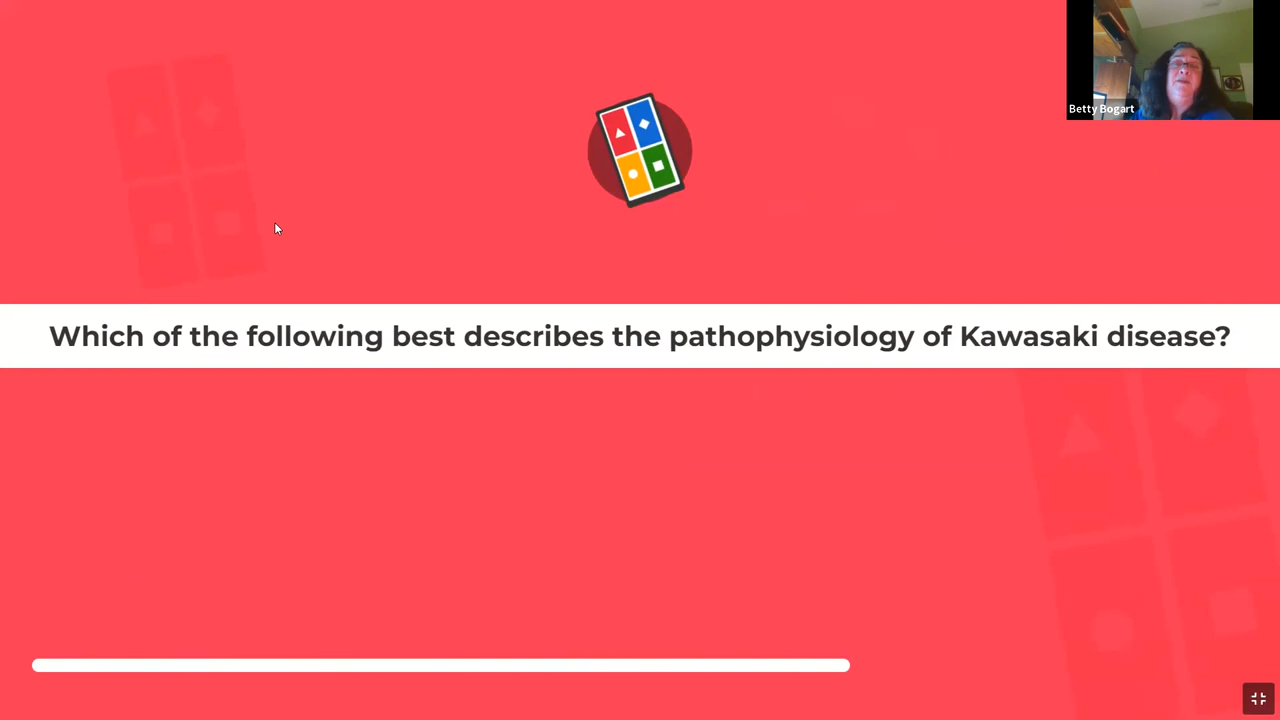 Betty Bogart
Which of the following best describes the pathophysiology of Kawasaki disease?